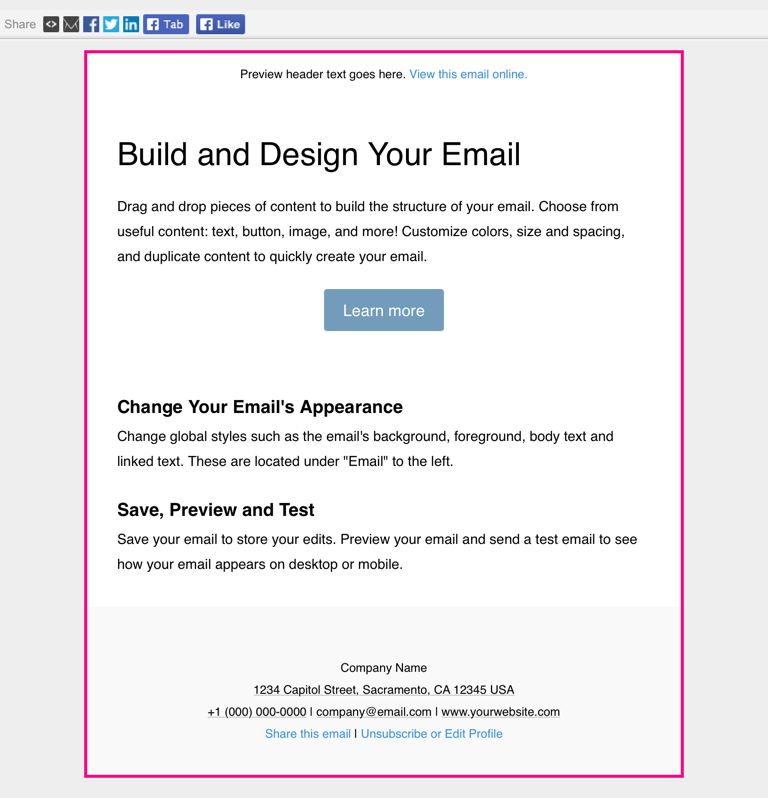 Share Tab Like
Preview header text goes here. View this email online.
Build and Design Your Email
Drag and drop pieces of content to build the structure of your email. Choose from
useful content: text, button, image, and more! Customize colors, size and spacing,
and duplicate content to quickly create your email.
Learn more
Change Your Email's Appearance
Change global styles such as the email's background, foreground, body text and
linked text. These are located under "Email" to the left.
Save, Preview and Test
Save your email to store your edits. Preview your email and send a test email to see
how your email appears on desktop or mobile.
Company Name
1234 Capitol Street, Sacramento, CA 12345 USA
+1 (000) 000-0000 | company@email.com | www.yourwebsite.com
Share this email | Unsubscribe or Edit Profile